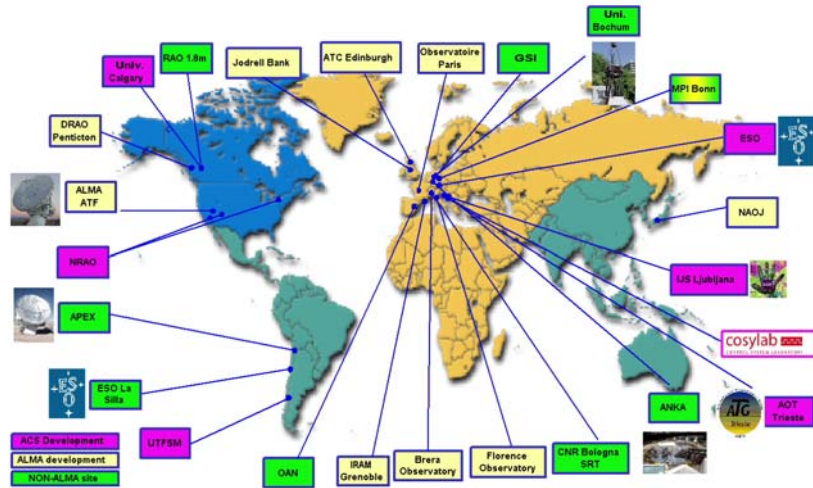 Uni.
Bochum
Univ.
Calgary
RAO 1.8m
Jodrell Bank
ATC Edinburgh
Observatoire
Paris
GSI
MPI Bonn
DRAO
Penticton
ESO
ALMA
ATF
NAOJ
NRAO
IJS Ljubljana
APEX
cosylab
ESO La
Silla
ANKA
ATG
Trieste
AOT
Trieste
UTFSM
OAN
IRAM
Grenoble
Brera
Observatory
Florence
Observatory
CNR Bologna
SRT
ACS Development
ALMA development
NON-ALMA site